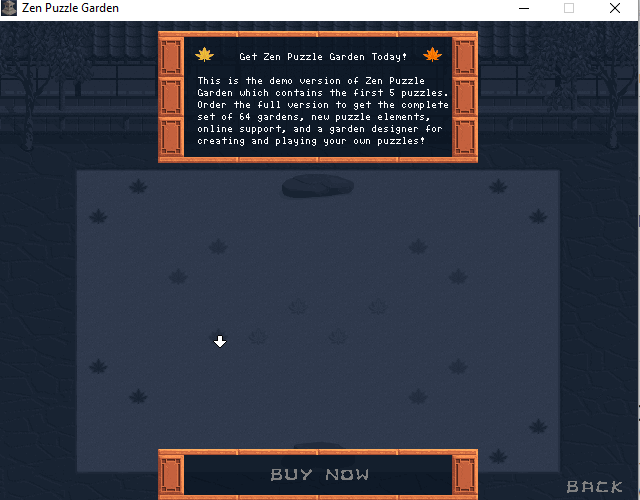 Zen Puzzle Garden
Get Zen Puzzle Garden Today!
This is the demo version of Zen Puzzle
Garden which contains the first 5 puzzles.
Order the full version to get the complete
set of 64 gardens, new puzzle elements,
online support, and a garden designer for
creating and playing your own puzzles!
BUY NOW
BACK